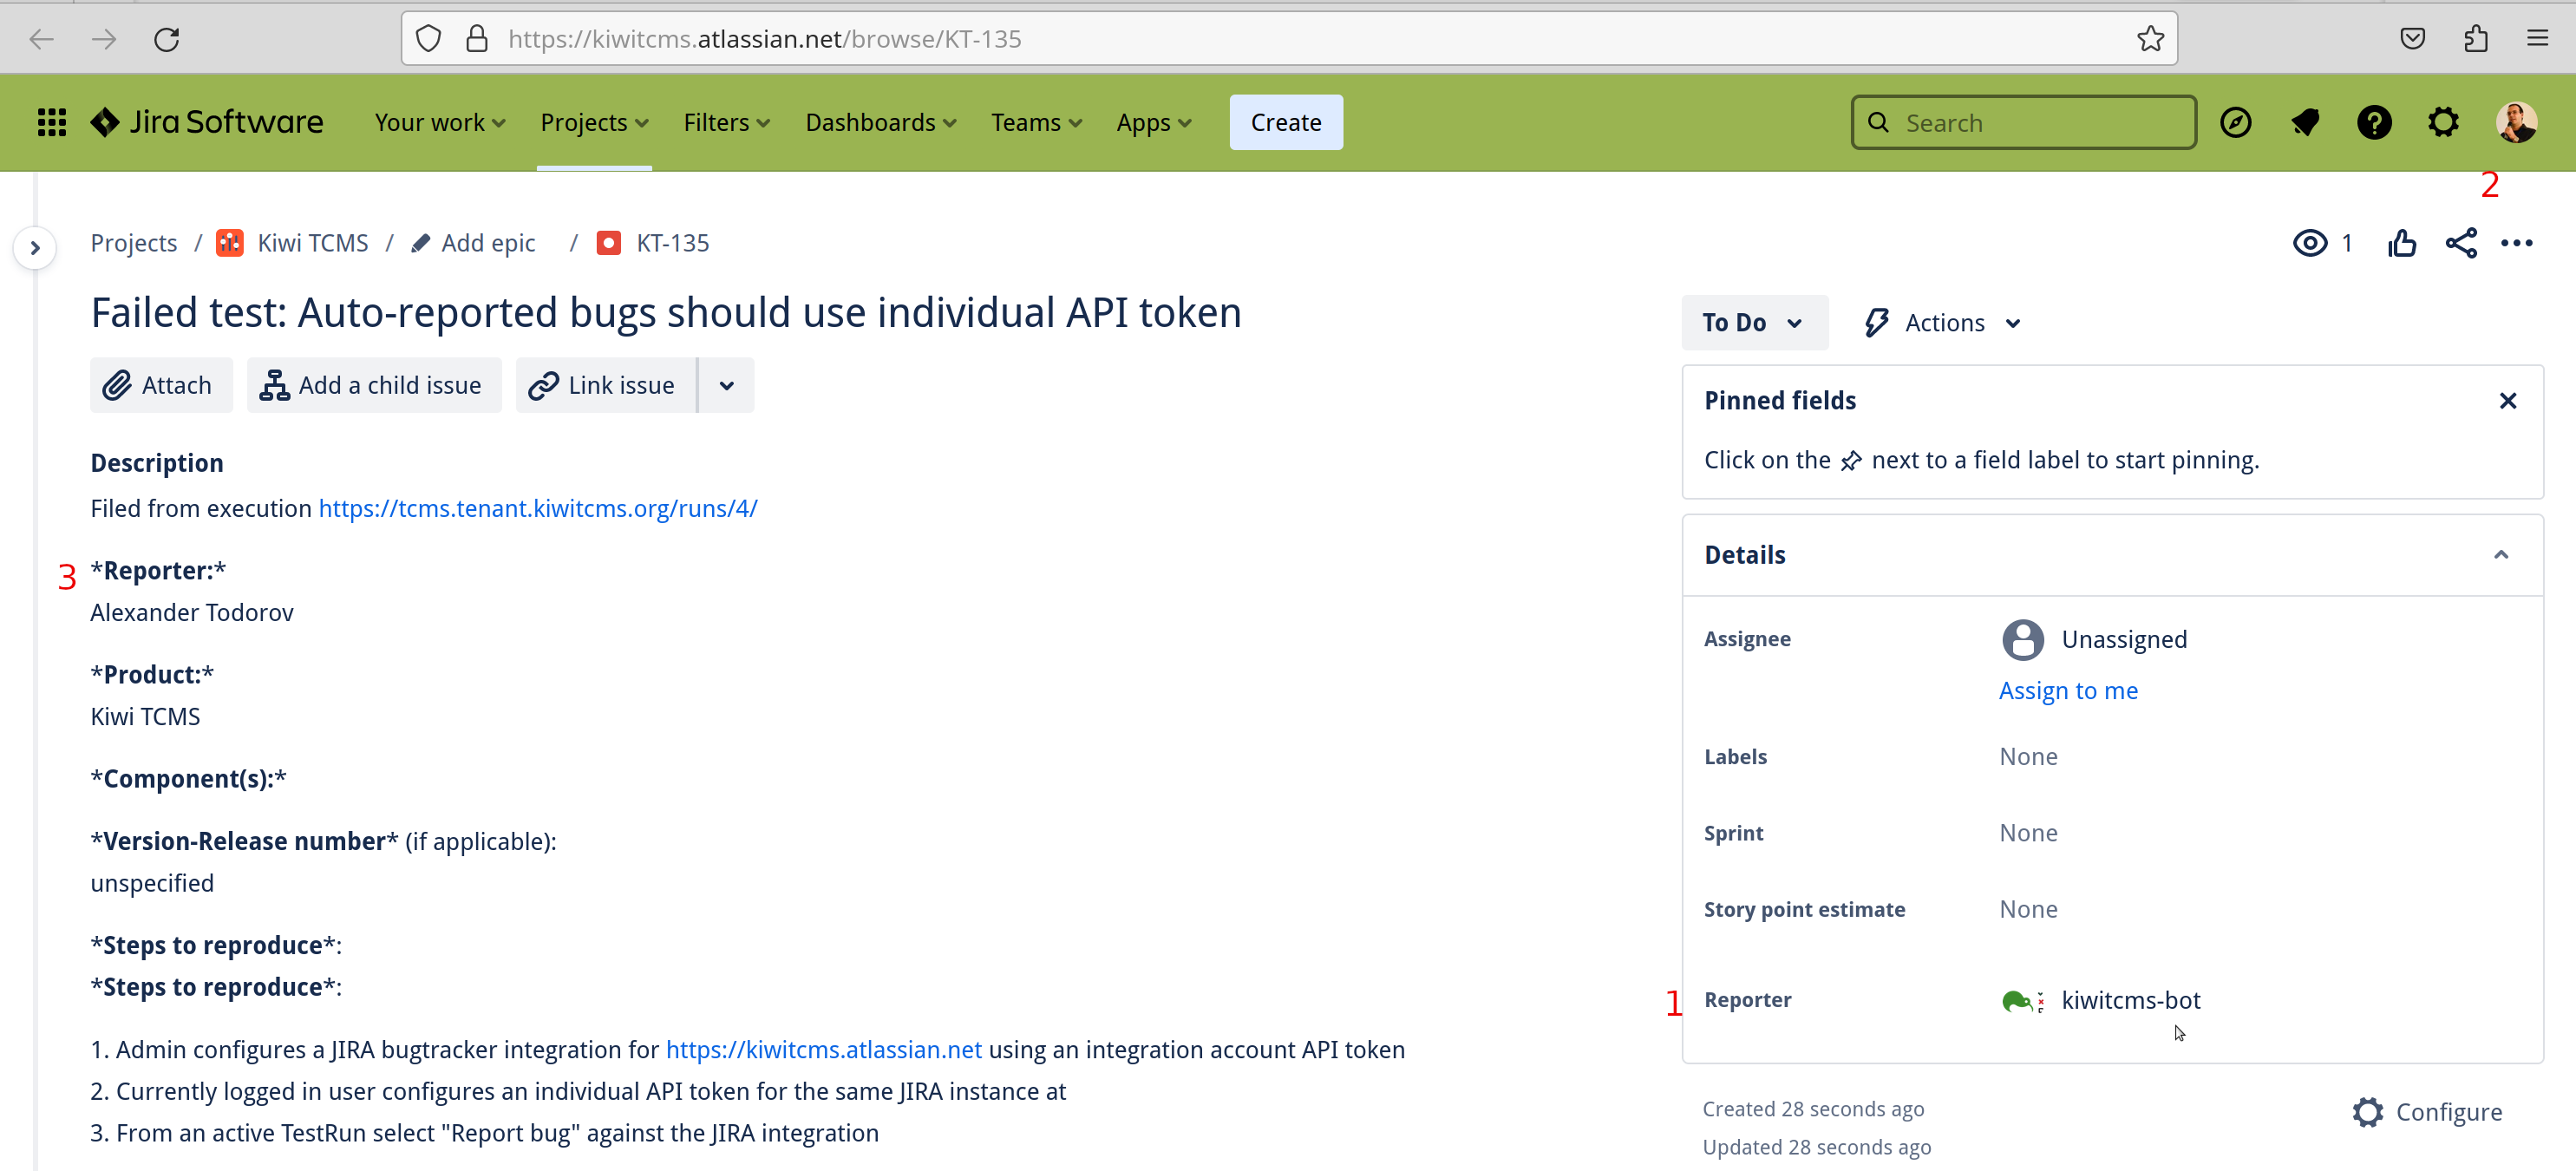 https://kiwitcms.atlassian.net/browse/KT-135
Jira Software
Your work
Projects
Filters
Dashboards
Teams
Apps
Create
Search
2
Projects / Kiwi TCMS / Add epic / KT-135
1
Failed test: Auto-reported bugs should use individual API token
Attach
Add a child issue
Link issue
Description
Filed from execution https://tcms.tenant.kiwitcms.org/runs/4/
3
*Reporter:*
Alexander Todorov
*Product:*
Kiwi TCMS
*Component(s):*
*Version-Release number* (if applicable):
unspecified
*Steps to reproduce*:
*Steps to reproduce*:
1. Admin configures a JIRA bugtracker integration for https://kiwitcms.atlassian.net using an integration account API token
2. Currently logged in user configures an individual API token for the same JIRA instance at
3. From an active TestRun select "Report bug" against the JIRA integration
To Do
Actions
Pinned fields
Click on the next to a field label to start pinning.
Details
Assignee
Unassigned
Assign to me
Labels
None
Sprint
None
Story point estimate
None
1
Reporter
kiwitcms-bot
Created 28 seconds ago
Updated 28 seconds ago
Configure